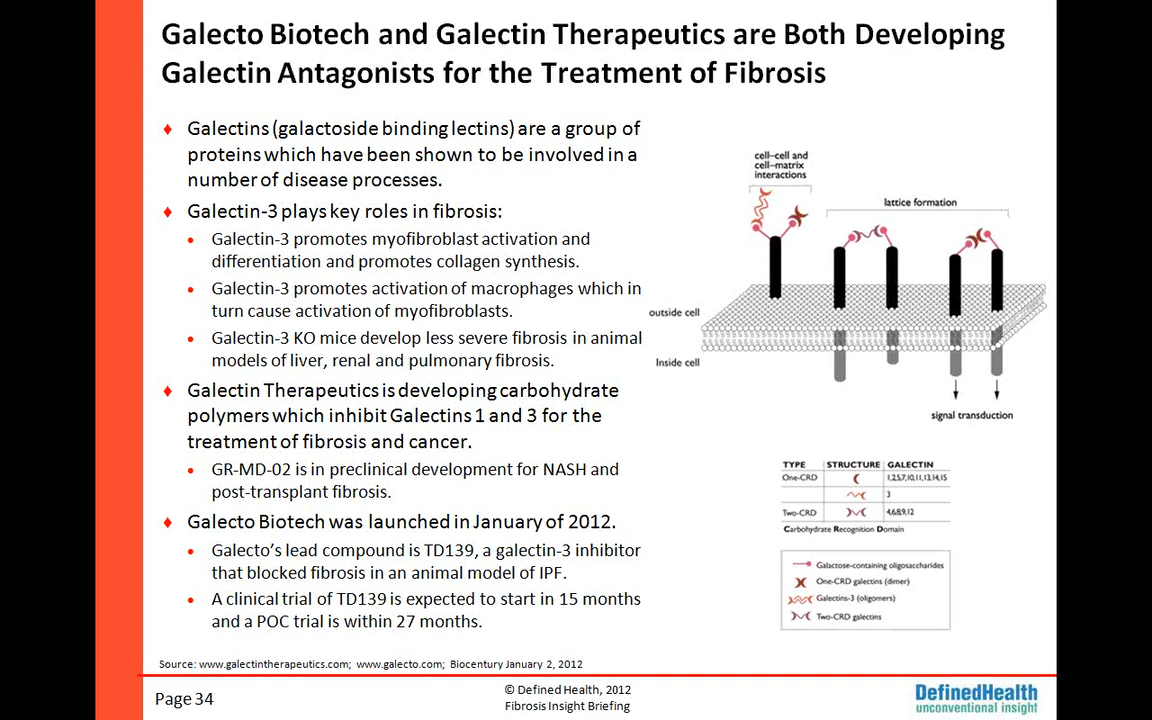 Galecto Biotech and Galectin Therapeutics are Both Developing
Galectin Antagonists for the Treatment of Fibrosis
♦ Galectins (galactoside binding lectins) are a group of
proteins which have been shown to be involved in a
number of disease processes.
♦ Galectin-3 plays key roles in fibrosis:
• Galectin-3 promotes myofibroblast activation and
differentiation and promotes collagen synthesis.
• Galectin-3 promotes activation of macrophages which in
turn cause activation of myofibroblasts.
• Galectin-3 KO mice develop less severe fibrosis in animal
models of liver, renal and pulmonary fibrosis.
♦ Galectin Therapeutics is developing carbohydrate
polymers which inhibit Galectins 1 and 3 for the
treatment of fibrosis and cancer.
• GR-MD-02 is in preclinical development for NASH and
post-transplant fibrosis.
♦ Galecto Biotech was launched in January of 2012.
• Galecto's lead compound is TD139, a galectin-3 inhibitor
that blocked fibrosis in an animal model of IPF.
• A clinical trial of TD139 is expected to start in 15 months
and a POC trial is within 27 months.
cell–cell and
cell–matrix
interactions
lattice formation
outside cell
Inside cell
signal transduction
TYPE STRUCTURE GALECTIN
One-CRD 1,2,5,7,10,11,13,14,15
3
Two-CRD 4,6,8,9,12
Carbohydrate Recognition Domain
Galactose-containing oligosaccharides
One-CRD galectins (dimer)
Galectins-3 (oligomers)
Two-CRD galectins
Source: www.galectintherapeutics.com; www.galecto.com; Biocentury January 2, 2012
Page 34
© Defined Health, 2012
Fibrosis Insight Briefing
DefinedHealth
unconventional insight